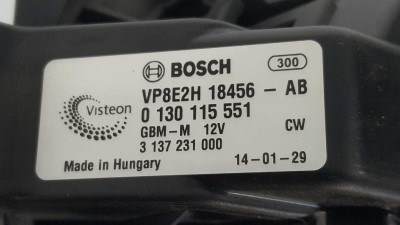 BOSCH 300
VP8E2H 18456 - AB
Visteon
0 130 115 551
GBM-M 12V CW
3 137 231 000
Made in Hungary 14-01-29